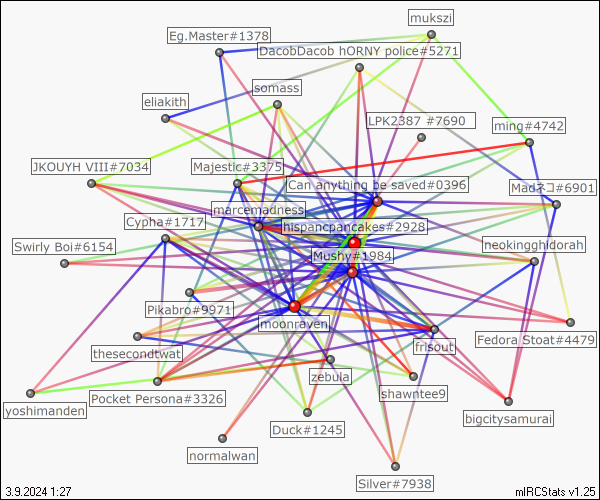 mukszi
Eg.Master#1378
DacobDacob hORNY police#5271
somass
eliakith
LPK2387 #7690
ming#4742
JKOUYH VIII#7034
Majestic#3375
Can anything be saved#0396
Madネコ#6901
marcemadness
Cypha#1717
hispancpancakes#2928
Swirly Boi#6154
neokingghidorah
Mushy#1984
Pikabro#9971
moonraven
Fedora Stoat#4479
frisout
thesecondtwat
zebula
shawntee9
Pocket Persona#3326
yoshimanden
bigcitysamurai
Duck#1245
normalwan
Silver#7938
3.9.2024 1:27
mIRCStats v1.25